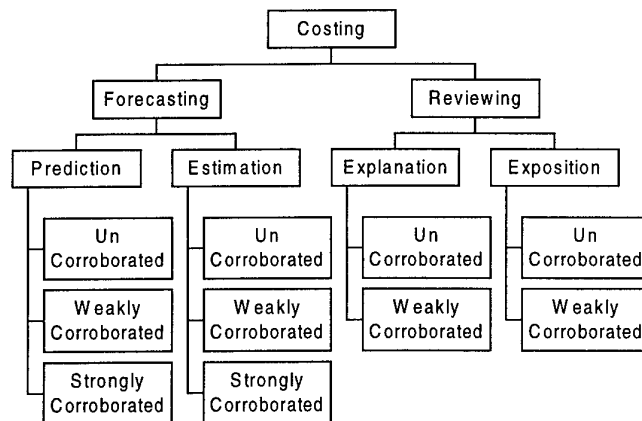 Costing
Forecasting
Reviewing
Prediction
Estimation
Explanation
Exposition
Un
Corroborated
Un
Corroborated
Un
Corroborated
Un
Corroborated
Weakly
Corroborated
Weakly
Corroborated
Weakly
Corroborated
Weakly
Corroborated
Strongly
Corroborated
Strongly
Corroborated